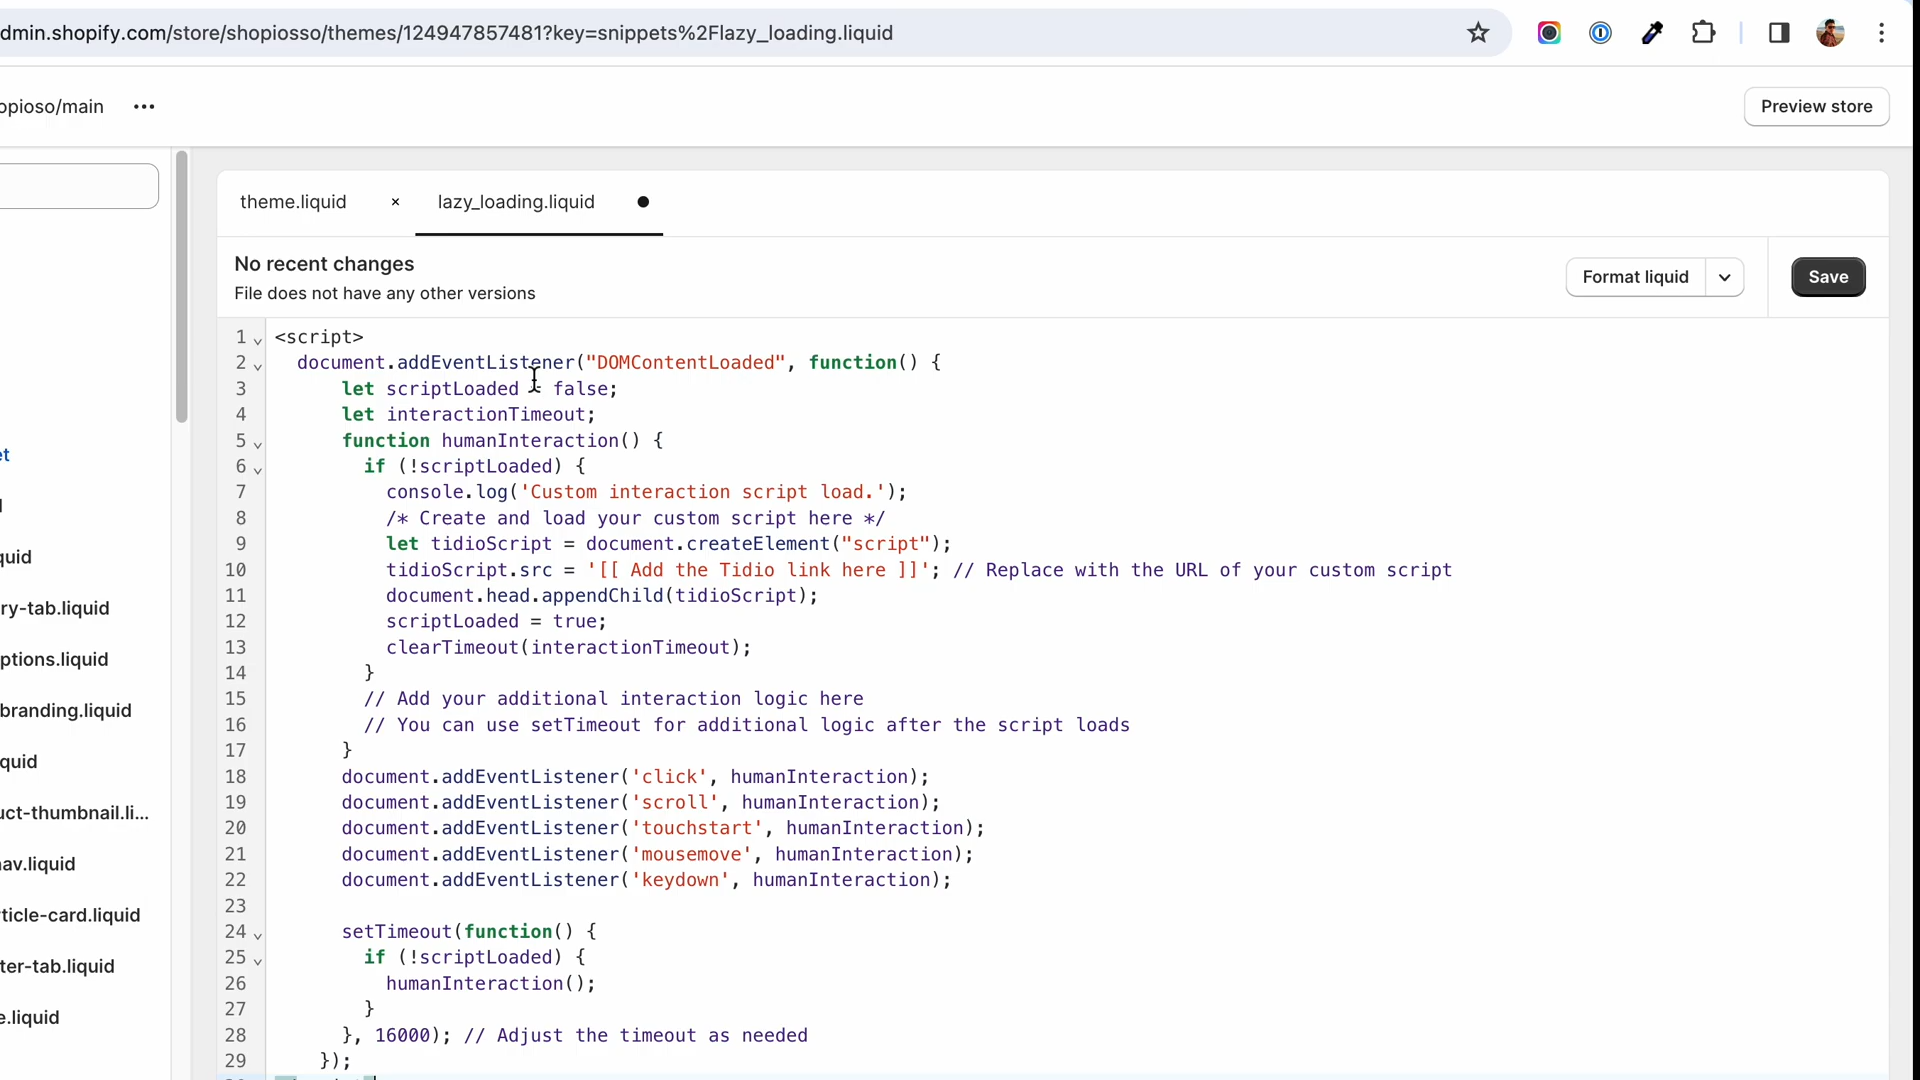 dmin.shopify.com/store/shopiosso/themes/124947857481?key=snippets%2Flazy_loading.liquid
opioso/main
Preview store
theme.liquid
lazy_loading.liquid
No recent changes
File does not have any other versions
Format liquid
Save
1 <script>
2 document.addEventListener("DOMContentLoaded", function() {
3 let scriptLoaded = false;
4 let interactionTimeout;
5 function humanInteraction() {
6 if (!scriptLoaded) {
7 console.log('Custom interaction script load.');
8 /* Create and load your custom script here */
9 let tidioScript = document.createElement("script");
10 tidioScript.src = '[[ Add the Tidio link here ]]'; // Replace with the URL of your custom script
11 document.head.appendChild(tidioScript);
12 scriptLoaded = true;
13 clearTimeout(interactionTimeout);
14 }
15 // Add your additional interaction logic here
16 // You can use setTimeout for additional logic after the script loads
17 }
18 document.addEventListener('click', humanInteraction);
19 document.addEventListener('scroll', humanInteraction);
20 document.addEventListener('touchstart', humanInteraction);
21 document.addEventListener('mousemove', humanInteraction);
22 document.addEventListener('keydown', humanInteraction);
23
24 setTimeout(function() {
25 if (!scriptLoaded) {
26 humanInteraction();
27 }
28 }, 16000); // Adjust the timeout as needed
29 });
et
quid
ry-tab.liquid
ptions.liquid
branding.liquid
quid
uct-thumbnail.li...
av.liquid
ticle-card.liquid
ter-tab.liquid
e.liquid